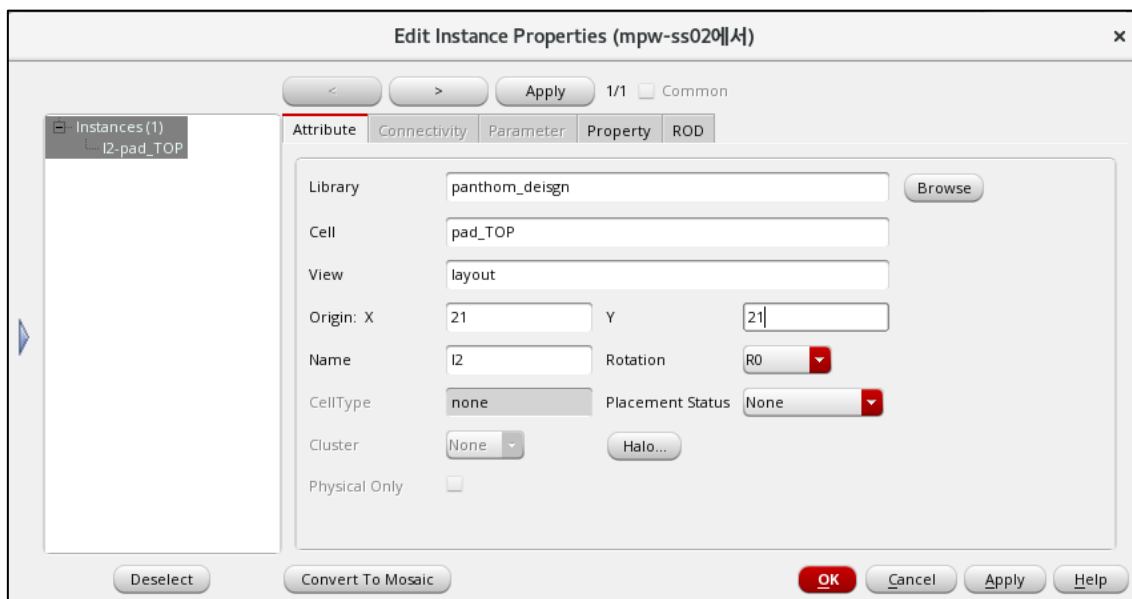 Edit Instance Properties (mpw-ss02에서)
< > Apply 1/1 Common
Instances (1)
I2-pad_TOP
Attribute Connectivity Parameter Property ROD
Library panthom_deisgn Browse
Cell pad_TOP
View layout
Origin: X 21 Y 21
Name I2 Rotation R0
CellType none Placement Status None
Cluster None Halo...
Physical Only
Deselect Convert To Mosaic OK Cancel Apply Help